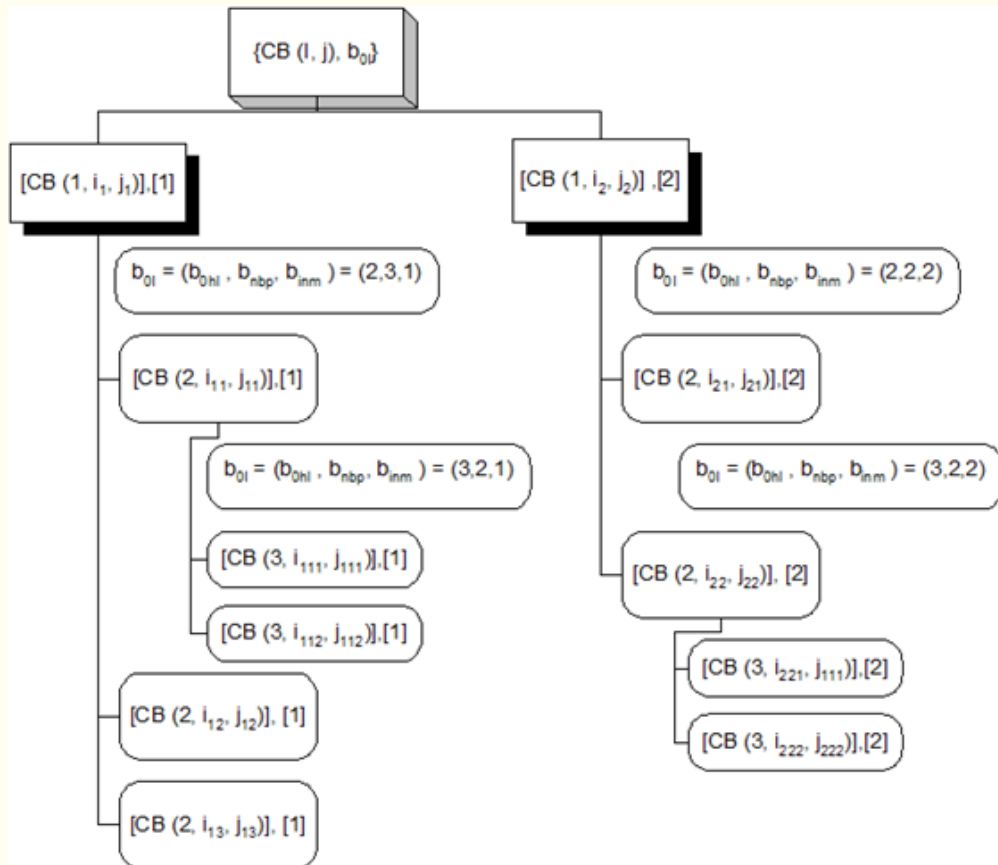 {CB (I, j), b₀ₗ}
[CB (1, i₁, j₁)],[1]
b₀ₗ = (b₀ₕₗ , bₙbₚ, bᵢₙₘ ) = (2,3,1)
[CB (2, i₁₁, j₁₁)],[1]
b₀ₗ = (b₀ₕₗ , bₙbₚ, bᵢₙₘ ) = (3,2,1)
[CB (3, i₁₁₁, j₁₁₁)],[1]
[CB (3, i₁₁₂, j₁₁₂)],[1]
[CB (2, i₁₂, j₁₂)], [1]
[CB (2, i₁₃, j₁₃)], [1]
[CB (1, i₂, j₂)] ,[2]
b₀ₗ = (b₀ₕₗ , bₙbₚ, bᵢₙₘ ) = (2,2,2)
[CB (2, i₂₁, j₂₁)],[2]
b₀ₗ = (b₀ₕₗ , bₙbₚ, bᵢₙₘ ) = (3,2,2)
[CB (2, i₂₂, j₂₂)], [2]
[CB (3, i₂₂₁, j₁₁₁)],[2]
[CB (3, i₂₂₂, j₂₂₂)],[2]